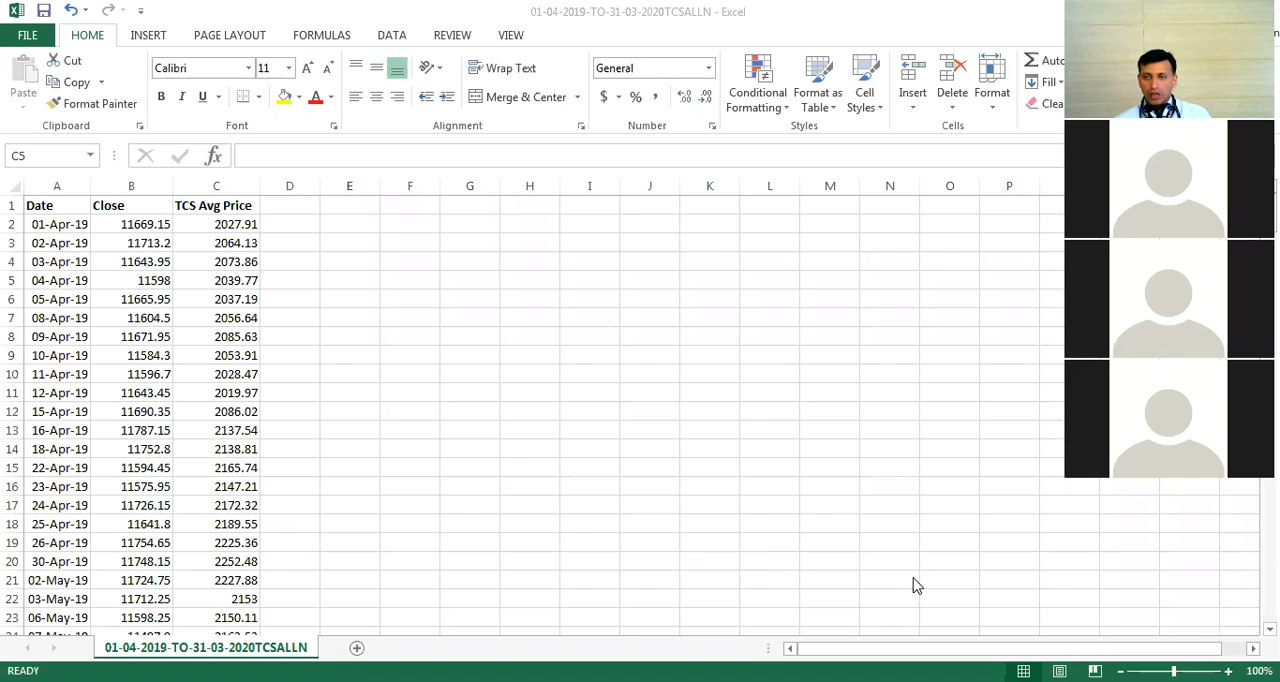 01-04-2019-TO-31-03-2020TCSALLN - Excel
FILE HOME INSERT PAGE LAYOUT FORMULAS DATA REVIEW VIEW
Paste
Cut
Copy
Format Painter
Clipboard
Calibri 11
B I U A
Font
Wrap Text
Merge & Center
Alignment
General
$ % ,
Number
Conditional Formatting
Format as Table
Cell Styles
Styles
Insert
Delete
Format
Cells
Fill
C5 fx
A B C D E F G H I J K L M N O P
1 Date Close TCS Avg Price
2 01-Apr-19 11669.15 2027.91
3 02-Apr-19 11713.2 2064.13
4 03-Apr-19 11643.95 2073.86
5 04-Apr-19 11598 2039.77
6 05-Apr-19 11665.95 2037.19
7 08-Apr-19 11604.5 2056.64
8 09-Apr-19 11671.95 2085.63
9 10-Apr-19 11584.3 2053.91
10 11-Apr-19 11596.7 2028.47
11 12-Apr-19 11643.45 2019.97
12 15-Apr-19 11690.35 2086.02
13 16-Apr-19 11787.15 2137.54
14 18-Apr-19 11752.8 2138.81
15 22-Apr-19 11594.45 2165.74
16 23-Apr-19 11575.95 2147.21
17 24-Apr-19 11726.15 2172.32
18 25-Apr-19 11641.8 2189.55
19 26-Apr-19 11754.65 2225.36
20 30-Apr-19 11748.15 2252.48
21 02-May-19 11724.75 2227.88
22 03-May-19 11712.25 2153
23 06-May-19 11598.25 2150.11
01-04-2019-TO-31-03-2020TCSALLN
READY 100%